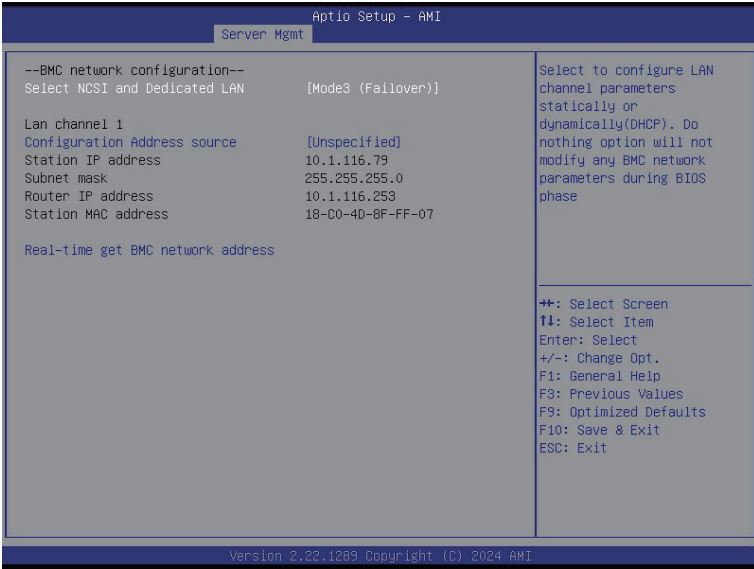 Aptio Setup – AMI
Server Mgmt
--BMC network configuration--
Select NCSI and Dedicated LAN [Mode3 (Failover)]
Lan channel 1
Configuration Address source [Unspecified]
Station IP address 10.1.116.79
Subnet mask 255.255.255.0
Router IP address 10.1.116.253
Station MAC address 18-C0-4D-8F-FF-07
Real-time get BMC network address
Select to configure LAN
channel parameters
statically or
dynamically(DHCP). Do
nothing option will not
modify any BMC network
parameters during BIOS
phase
→←: Select Screen
↑↓: Select Item
Enter: Select
+/-: Change Opt.
F1: General Help
F3: Previous Values
F9: Optimized Defaults
F10: Save & Exit
ESC: Exit
Version 2.22.1289 Copyright (C) 2024 AMI